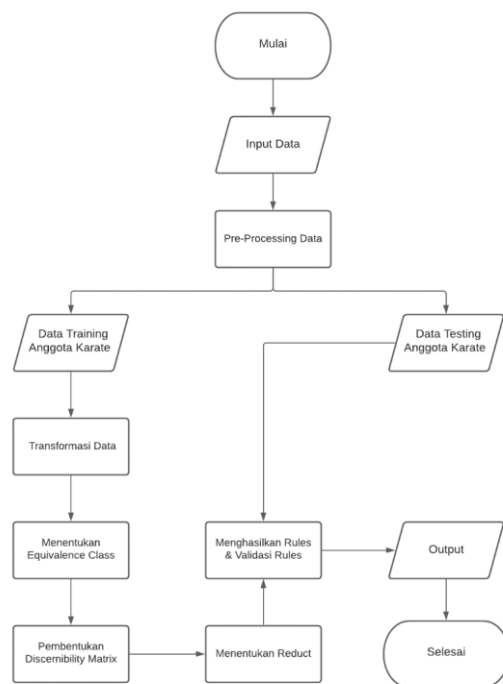 Mulai
Input Data
Pre-Processing Data
Data Training
Anggota Karate
Data Testing
Anggota Karate
Transformasi Data
Menentukan
Equivalence Class
Menghasilkan Rules
& Validasi Rules
Output
Pembentukan
Discernibility Matrix
Menentukan Reduct
Selesai